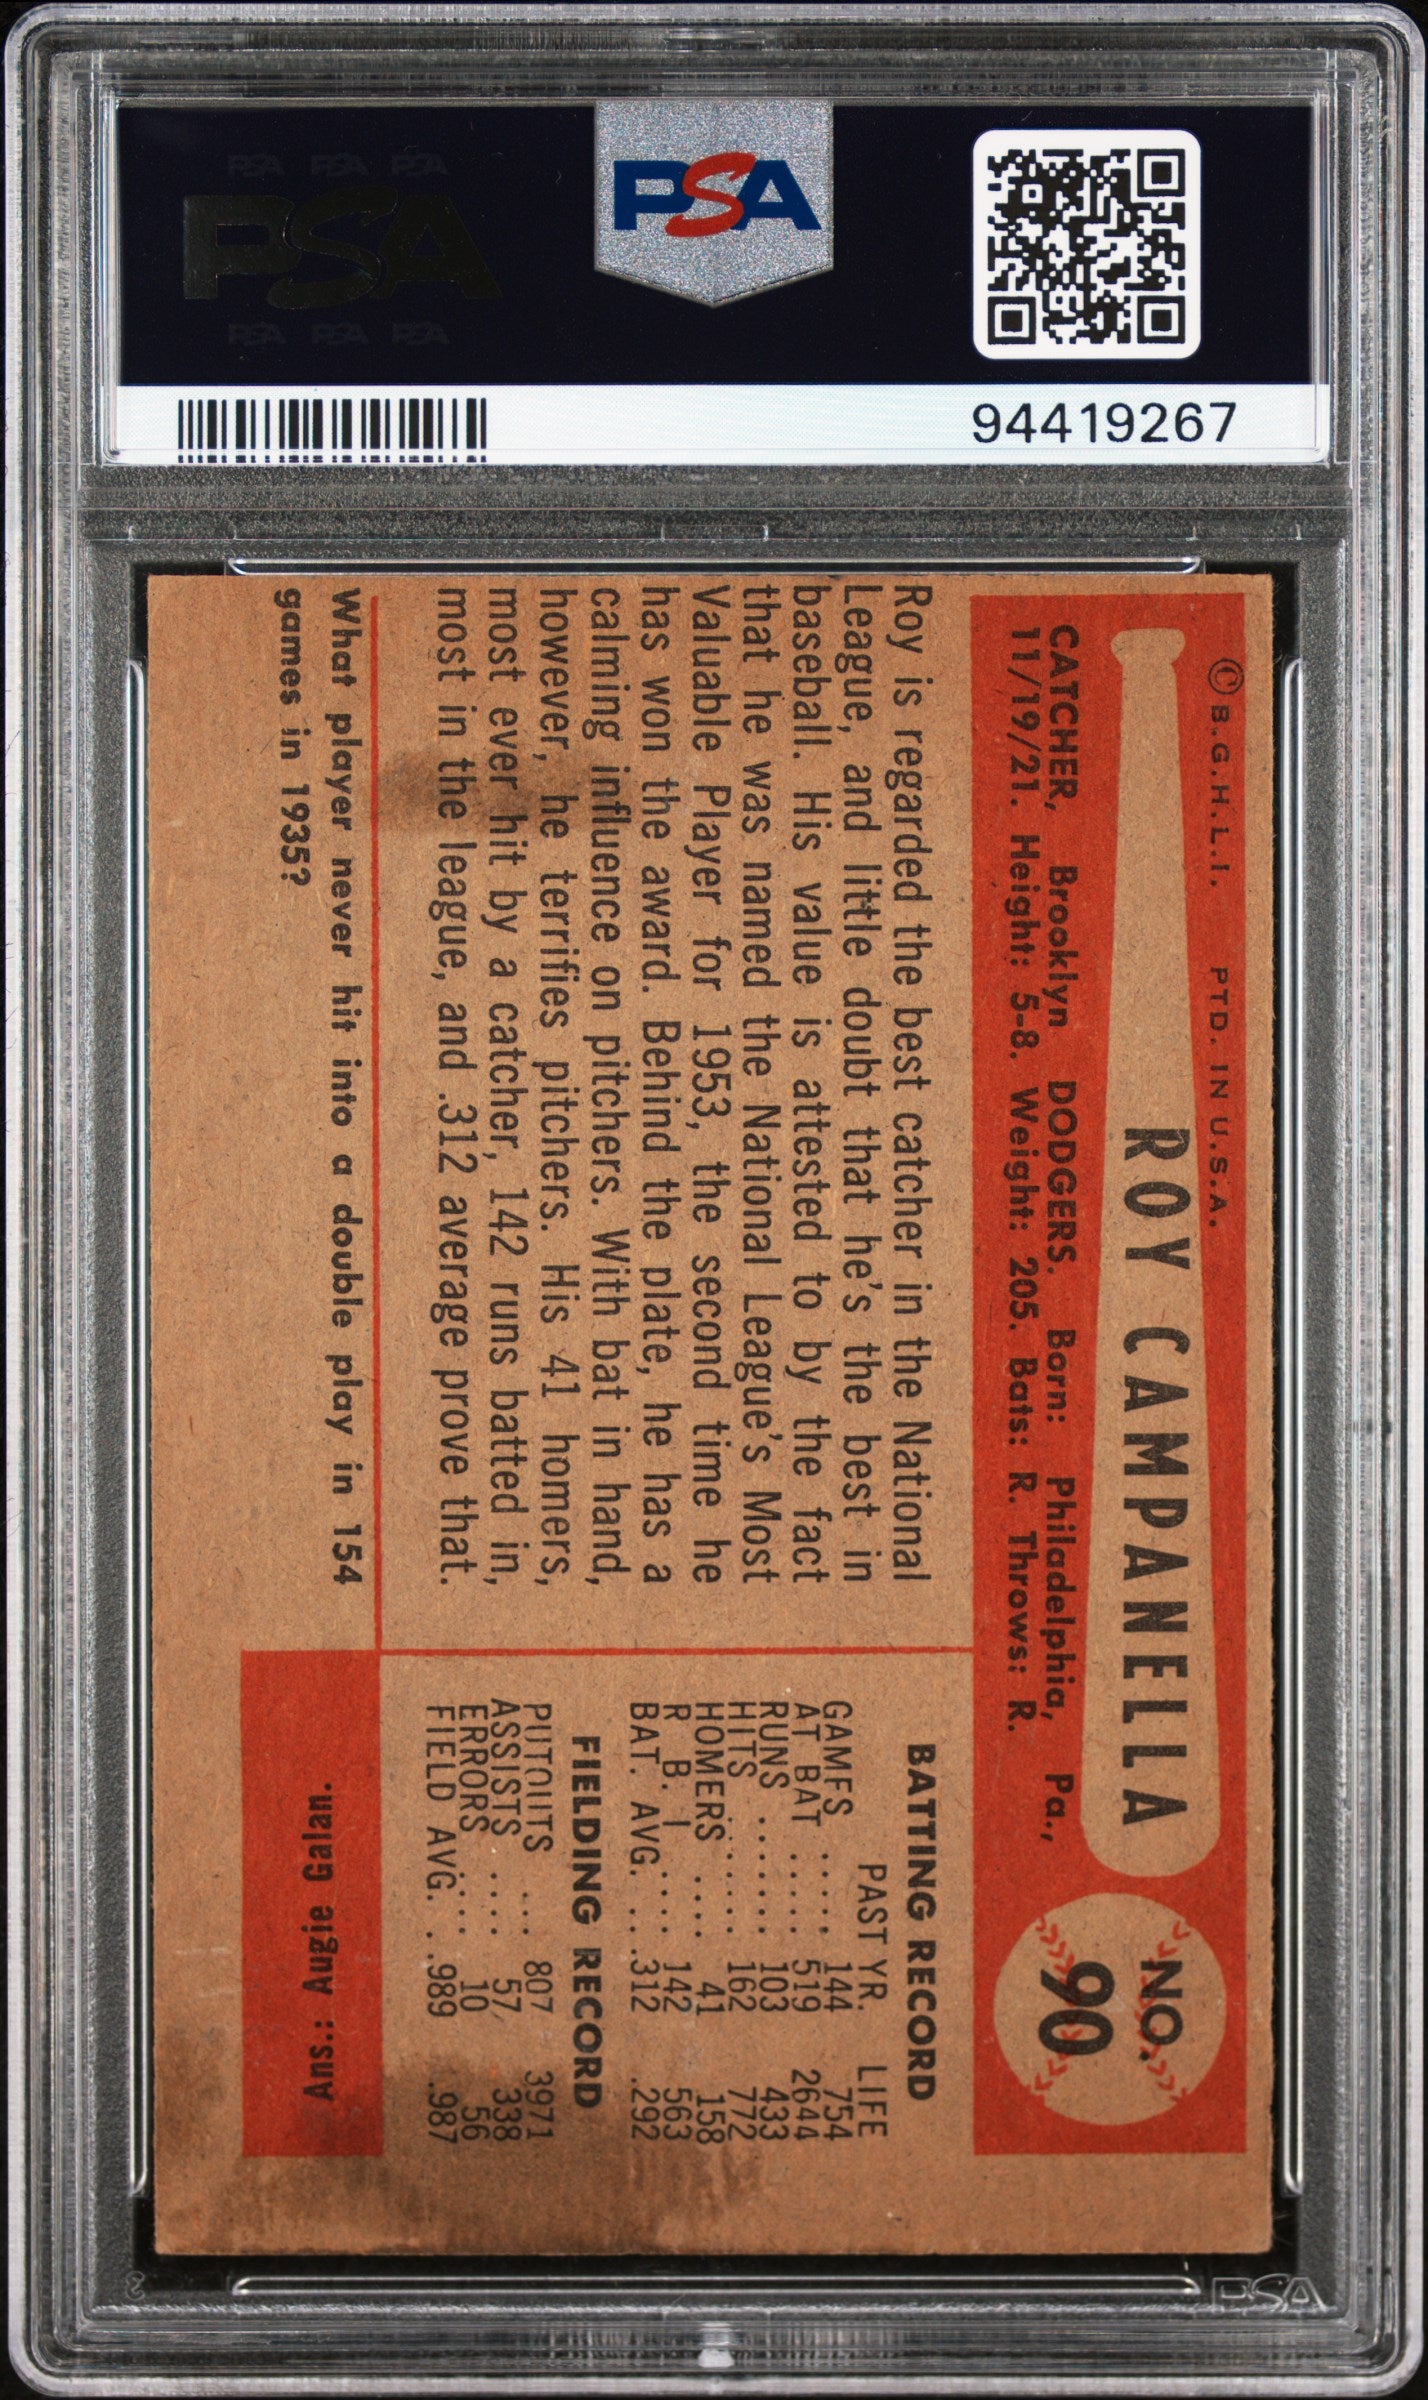 PSA PSA PSA
PSA
PSA PSA PSA
PSA
94419267
© B.G.H.L.I. PTD. IN U.S.A.
ROY CAMPANELLA
NO.
90
CATCHER, Brooklyn DODGERS. Born: Philadelphia, Pa.,
11/19/21. Height: 5-8. Weight: 205. Bats: R. Throws: R.
Roy is regarded the best catcher in the National
League, and little doubt that he's the best in
baseball. His value is attested to by the fact
that he was named the National League's Most
Valuable Player for 1953, the second time he
has won the award. Behind the plate, he has a
calming influence on pitchers. With bat in hand,
however, he terrifies pitchers. His 41 homers,
most ever hit by a catcher, 142 runs batted in,
most in the league, and .312 average prove that.
BATTING RECORD
PAST YR. LIFE
GAMES ..... 144 754
AT BAT ..... 519 2644
RUNS ....... 103 433
HITS ....... 162 772
HOMERS .... 41 158
R B. I .... 142 563
BAT. AVG. ...312 .292
FIELDING RECORD
PUTOUTS ... 807 3971
ASSISTS .... 57 338
ERRORS .... 10 56
FIELD AVG. ..989 .987
What player never hit into a double play in 154
games in 1935?
Ans.: Augie Galan.
PSA